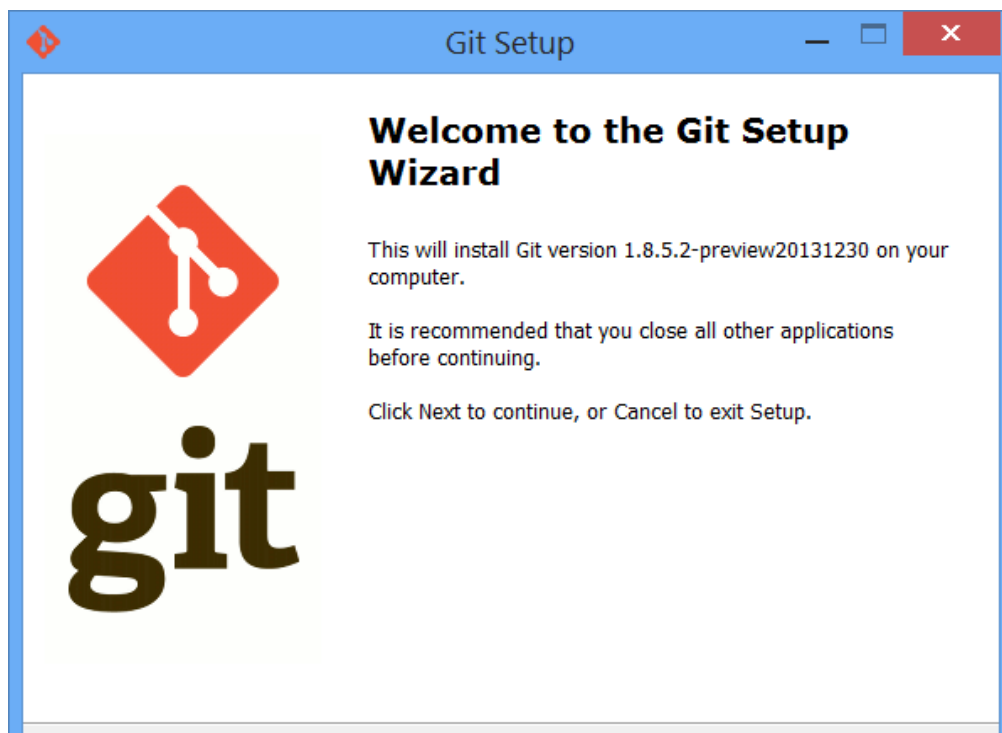 Git Setup
Welcome to the Git Setup
Wizard
This will install Git version 1.8.5.2-preview20131230 on your
computer.
It is recommended that you close all other applications
before continuing.
Click Next to continue, or Cancel to exit Setup.
git